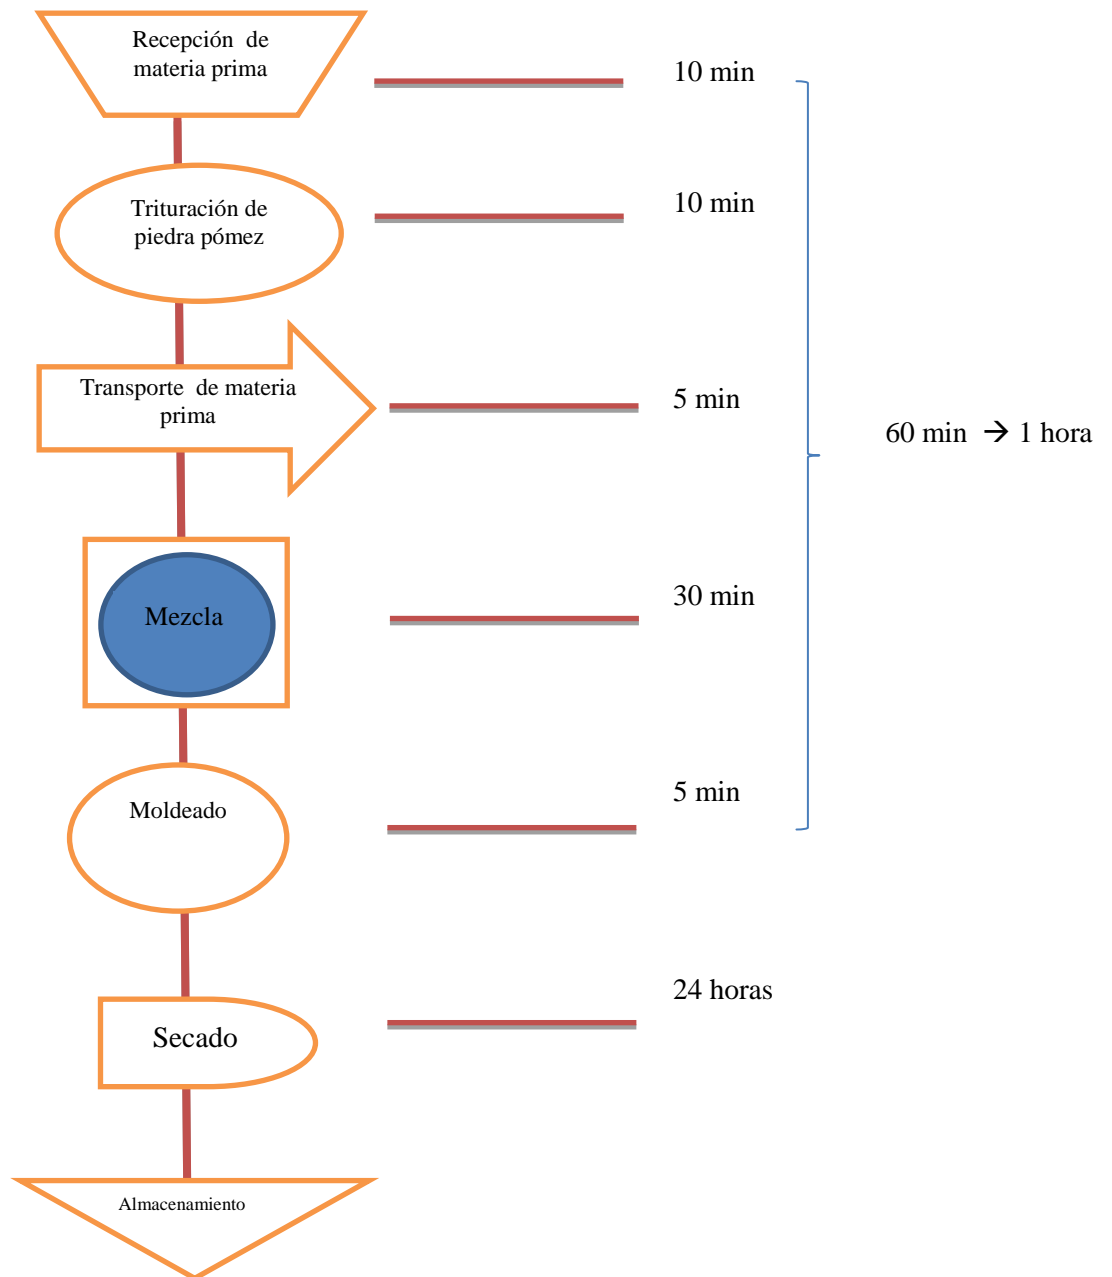 Recepción de
materia prima
10 min
Trituración de
piedra pómez
10 min
Transporte de materia
prima
5 min
60 min → 1 hora
Mezcla
30 min
Moldeado
5 min
Secado
24 horas
Almacenamiento